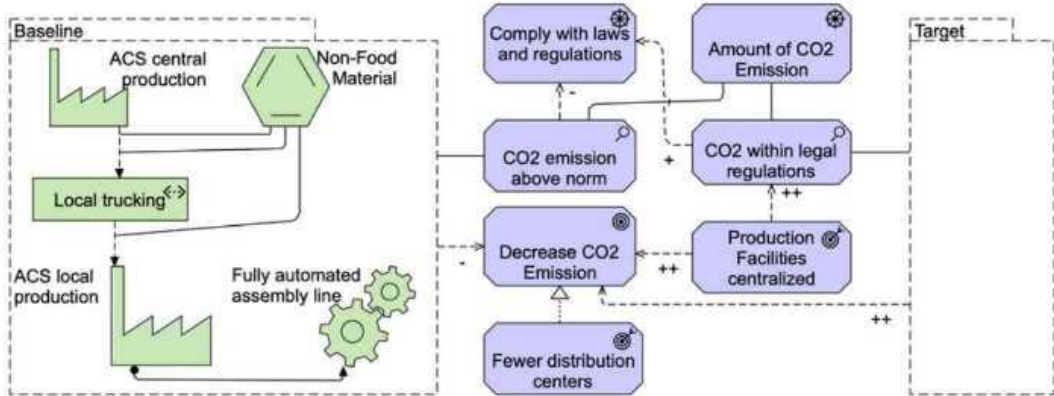 Baseline
ACS central
production
Non-Food
Material
Local trucking
ACS local
production
Fully automated
assembly line
Comply with laws
and regulations
Amount of CO2
Emission
-
+
CO2 emission
above norm
CO2 within legal
regulations
++
Decrease CO2
Emission
-
++
Production
Facilities
centralized
++
Fewer distribution
centers
Target